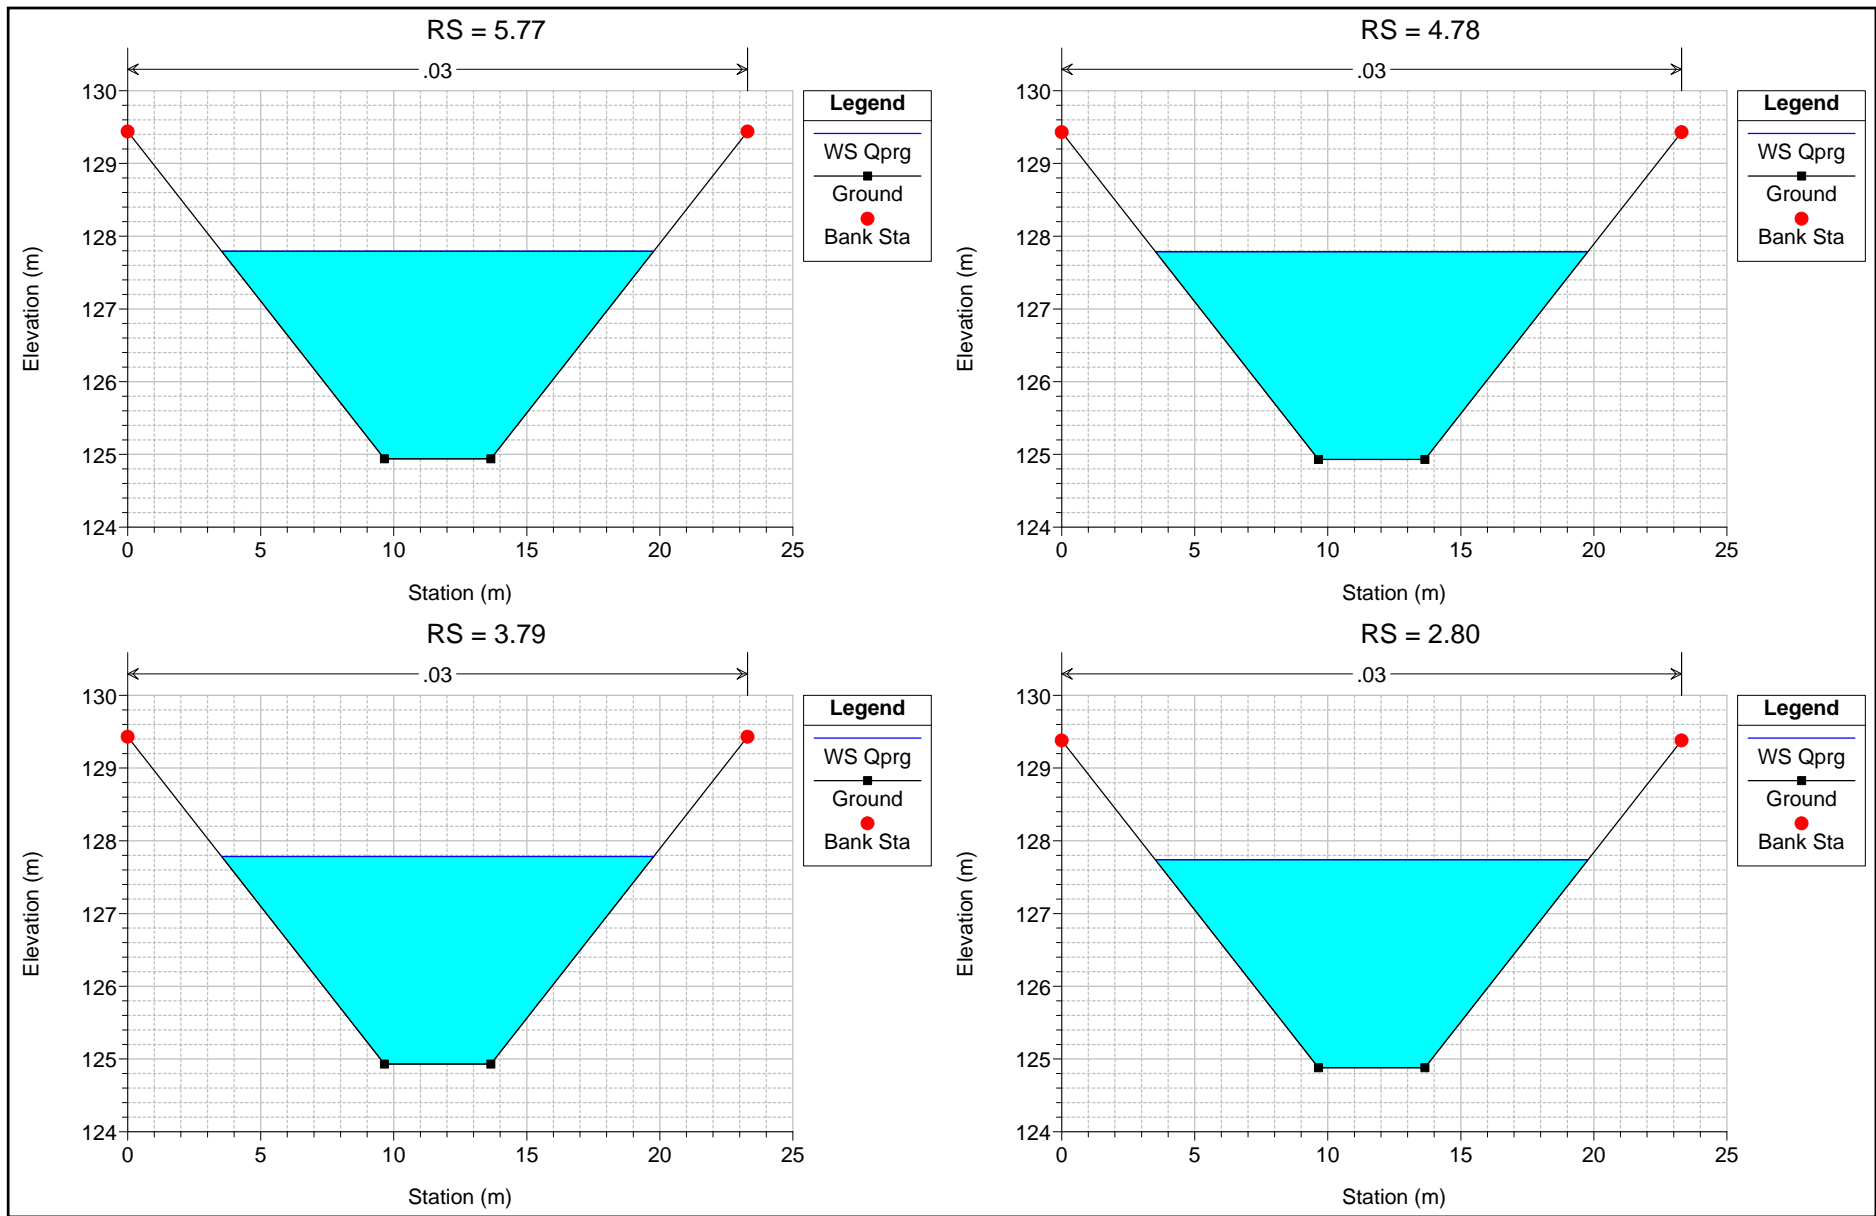 RS = 5.77
.03
130
129
128
127
126
125
124
Elevation (m)
0 5 10 15 20 25
Station (m)
Legend
WS Qprg
Ground
Bank Sta
RS = 4.78
.03
130
129
128
127
126
125
124
Elevation (m)
0 5 10 15 20 25
Station (m)
Legend
WS Qprg
Ground
Bank Sta
RS = 3.79
.03
130
129
128
127
126
125
124
Elevation (m)
0 5 10 15 20 25
Station (m)
Legend
WS Qprg
Ground
Bank Sta
RS = 2.80
.03
130
129
128
127
126
125
124
Elevation (m)
0 5 10 15 20 25
Station (m)
Legend
WS Qprg
Ground
Bank Sta